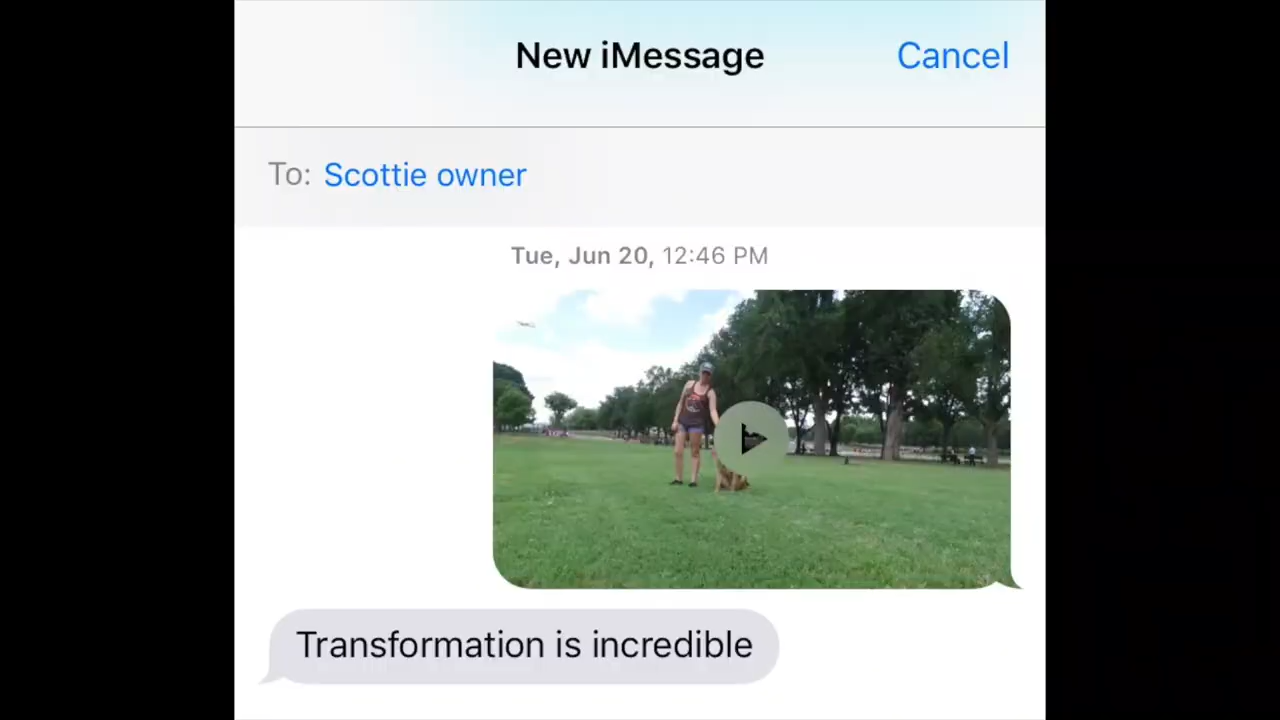 New iMessage
Cancel
To: Scottie owner
Tue, Jun 20, 12:46 PM
Transformation is incredible